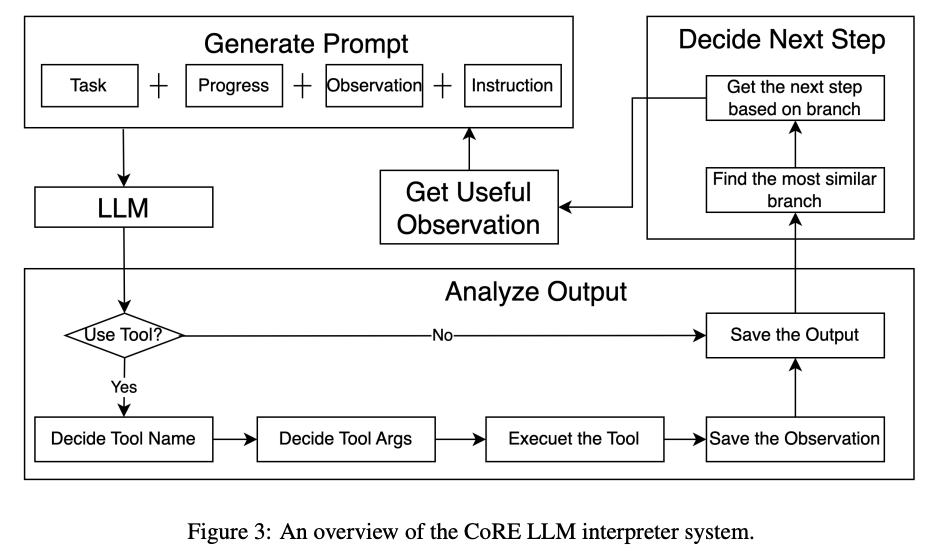 Generate Prompt
Task + Progress + Observation + Instruction
Decide Next Step
Get the next step
based on branch
Find the most similar
branch
Get Useful
Observation
LLM
Analyze Output
Use Tool?
No
Save the Output
Yes
Decide Tool Name
Decide Tool Args
Execuet the Tool
Save the Observation
Figure 3: An overview of the CoRE LLM interpreter system.